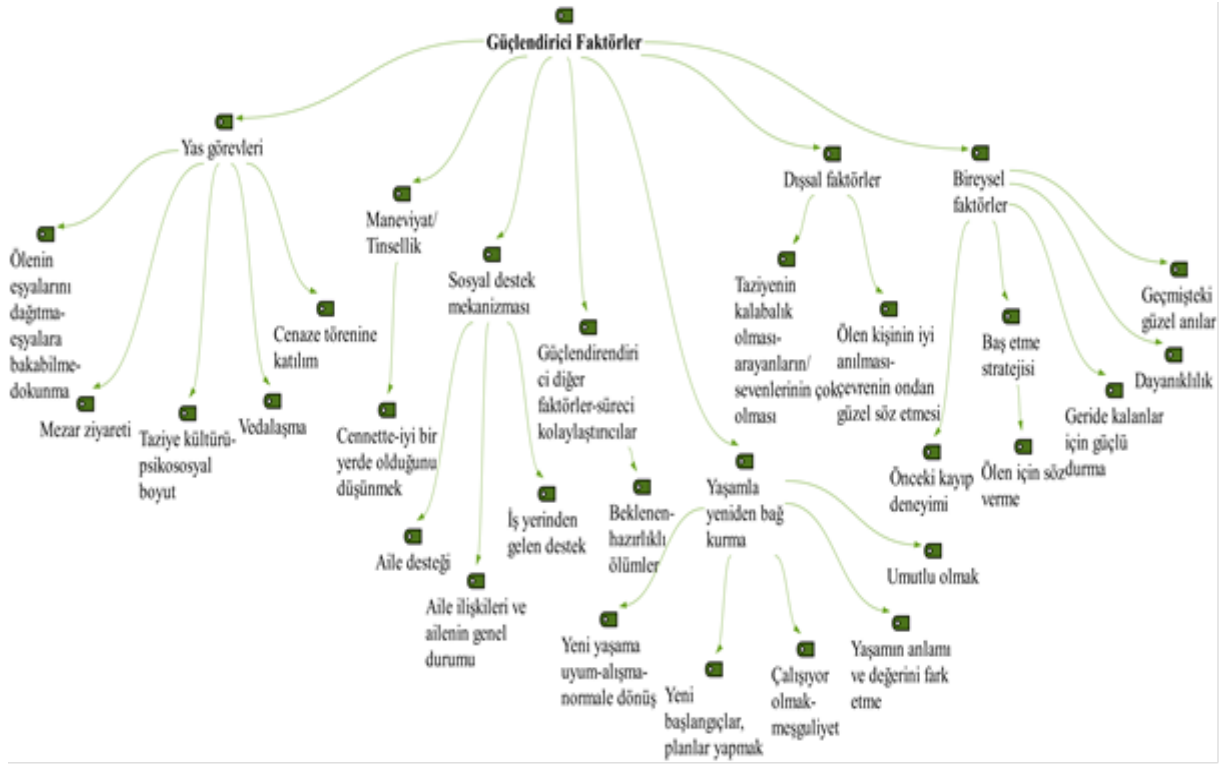 Güçlendirici Faktörler
Yas görevleri
Ölenin
eşyalarını
dağıtma-
eşyalara
bakabilme-
dokunma
Mezar ziyareti
Taziye kültürü-
psikososyal
boyut
Vedalaşma
Cenaze törenine
katılım
Maneviyat/
Tinsellik
Cennette-iyi bir
yerde olduğunu
düşünmek
Sosyal destek
mekanizması
Aile desteği
Aile ilişkileri ve
ailenin genel
durumu
İş yerinden
gelen destek
Güçlendirendiri
ci diğer
faktörler-süreci
kolaylaştırıcılar
Beklenen-
hazırlıklı
ölümler
Yaşamla
yeniden bağ
kurma
Yeni yaşama
uyum-alışma-
normale dönüş
Yeni
başlangıçlar,
planlar yapmak
Çalışıyor
olmak-
meşguliyet
Yaşamın anlamı
ve değerini fark
etme
Umutlu olmak
Dışsal faktörler
Taziyenin
kalabalık
olması-
arayanların/
sevenlerinin çok
olması
Ölen kişinin iyi
anılması-
çevrenin ondan
güzel söz etmesi
Bireysel
faktörler
Önceki kayıp
deneyimi
Baş etme
stratejisi
Ölen için söz
verme
Geride kalanlar
için güçlü
durma
Dayanıklılık
Geçmişteki
güzel anılar